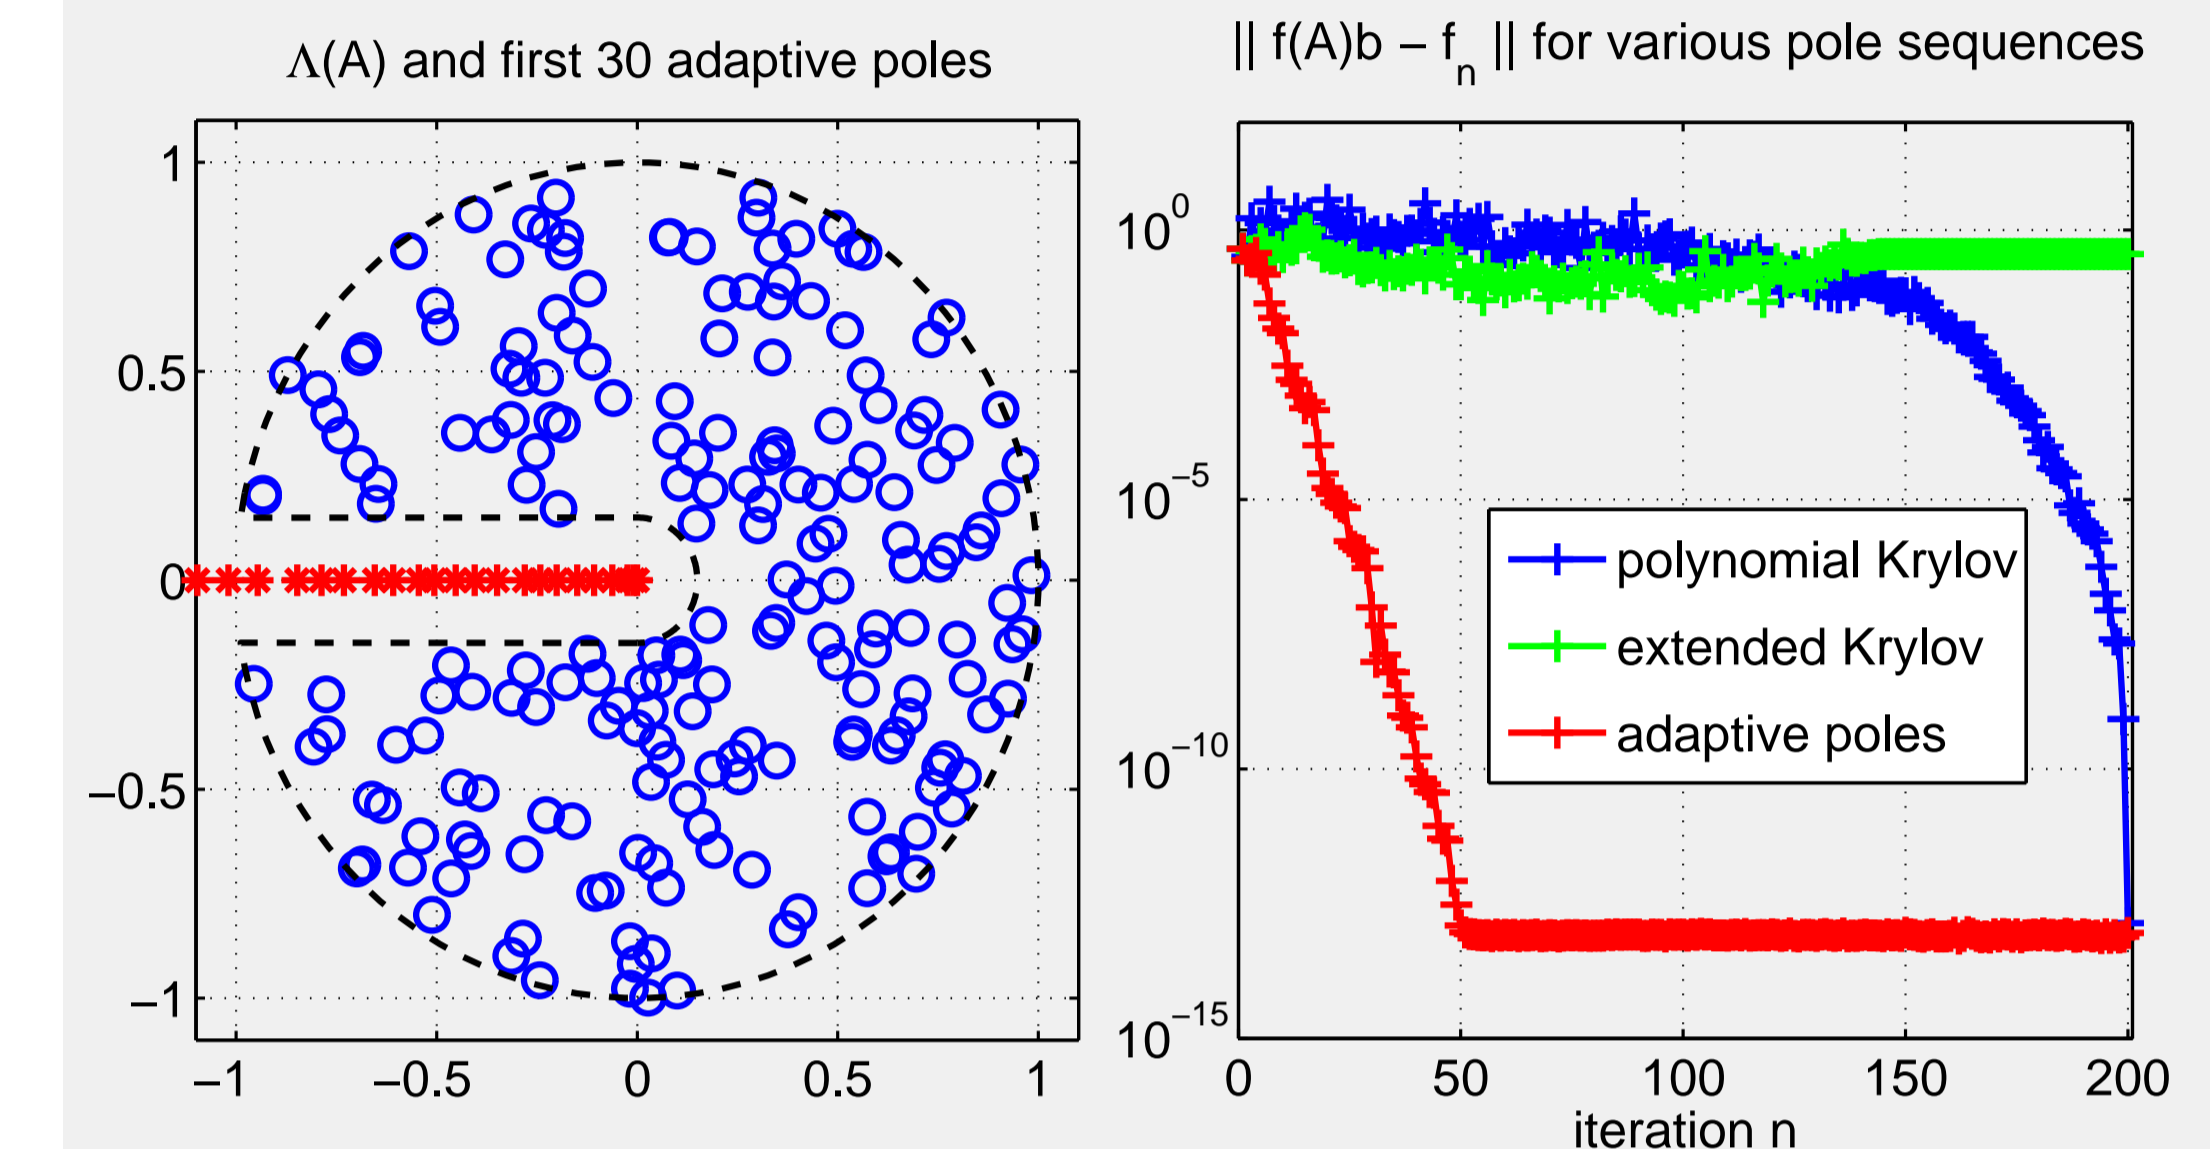 Λ(A) and first 30 adaptive poles
1
0.5
0
−0.5
−1
−1 −0.5 0 0.5 1
|| f(A)b − f_n || for various pole sequences
10^0
10^−5
10^−10
10^−15
polynomial Krylov
extended Krylov
adaptive poles
0 50 100 150 200
iteration n